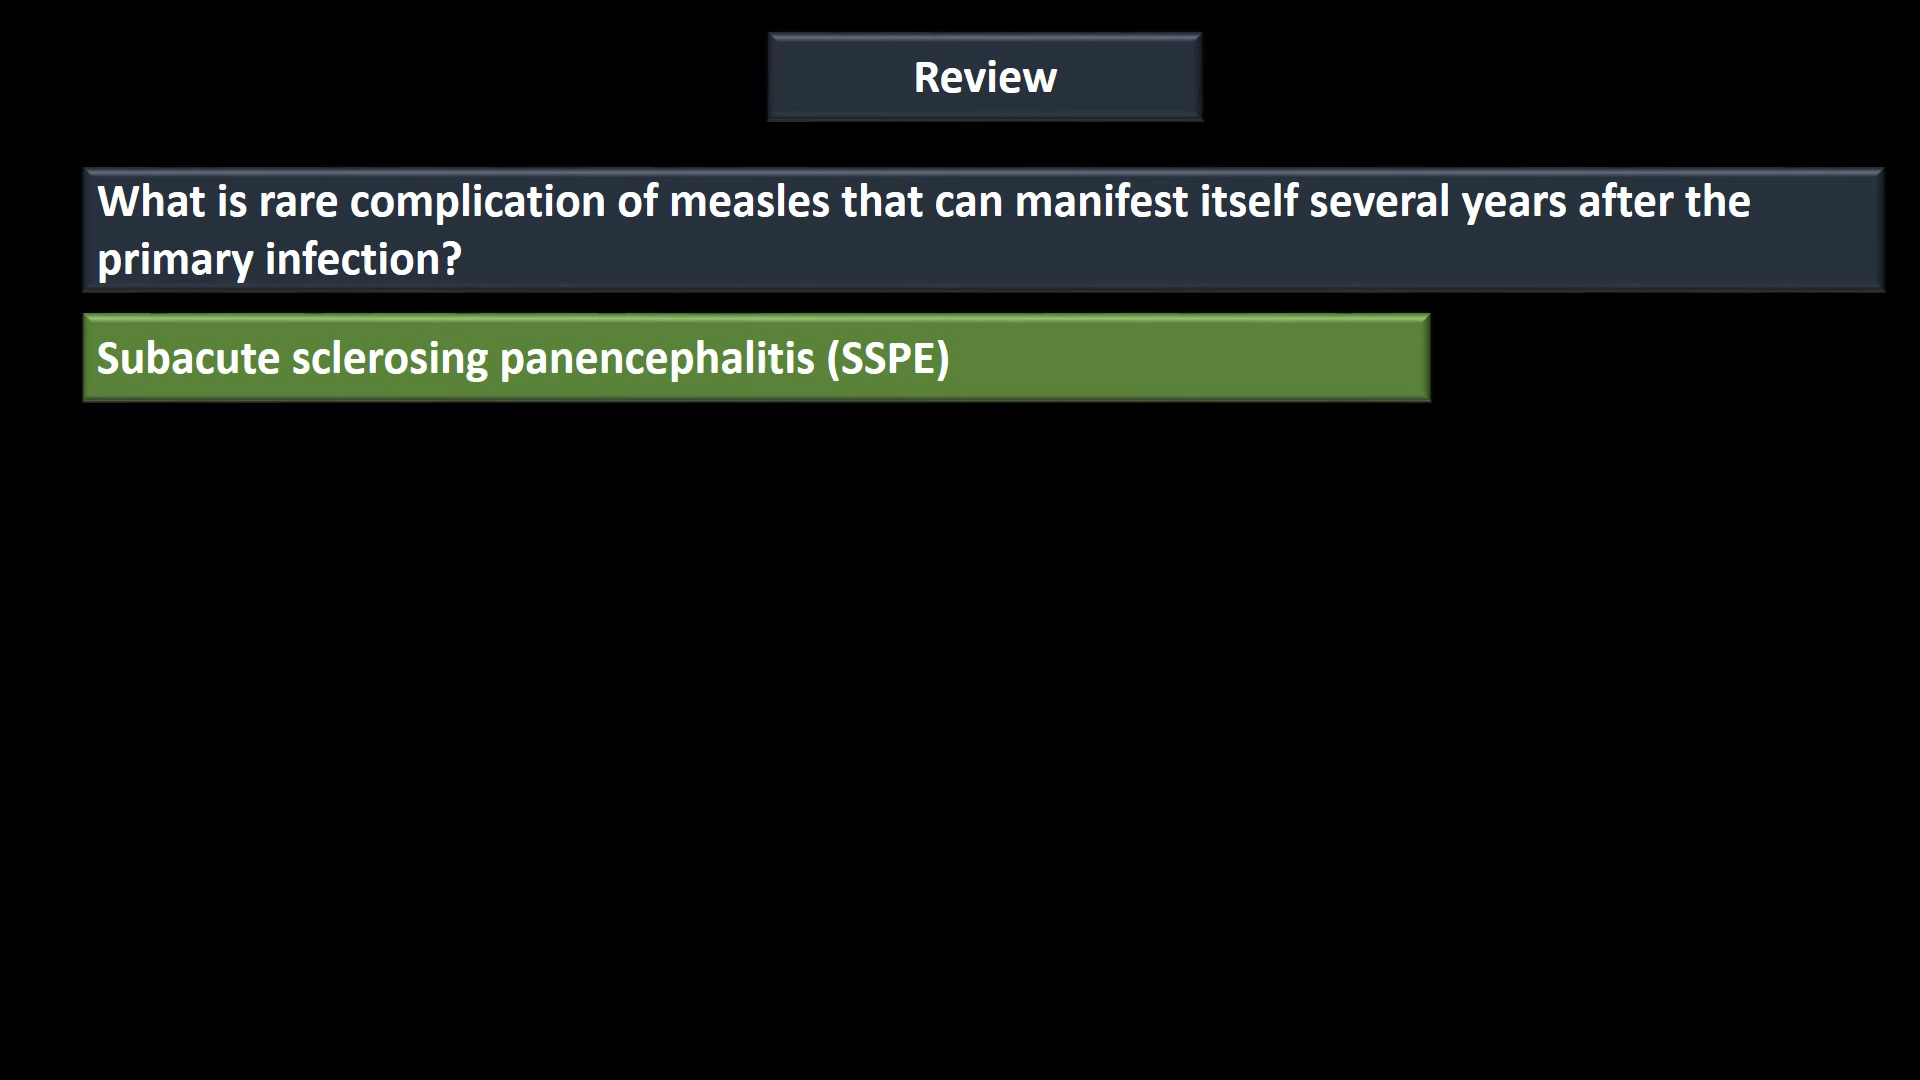 Review
What is rare complication of measles that can manifest itself several years after the
primary infection?
Subacute sclerosing panencephalitis (SSPE)